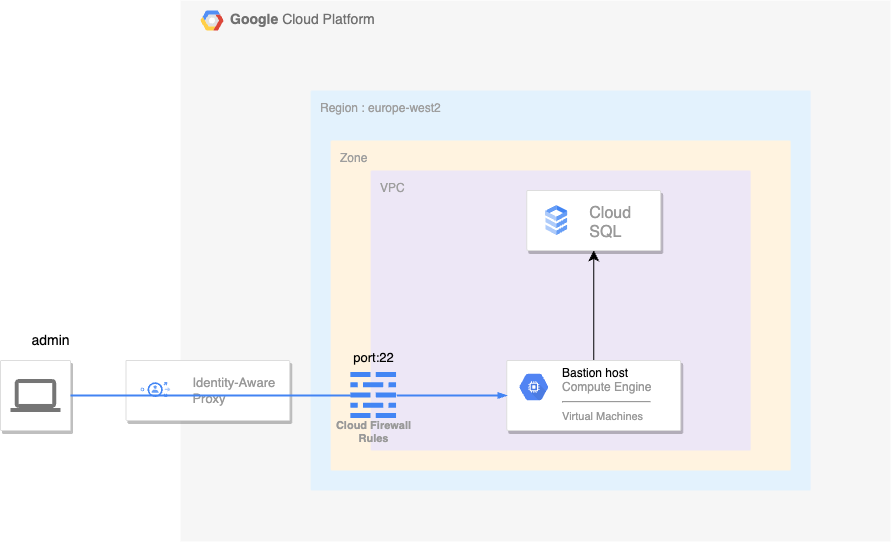 Google Cloud Platform
Region : europe-west2
Zone
VPC
Cloud
SQL
admin
port:22
Identity-Aware
Proxy
Bastion host
Compute Engine
Virtual Machines
Cloud Firewall
Rules